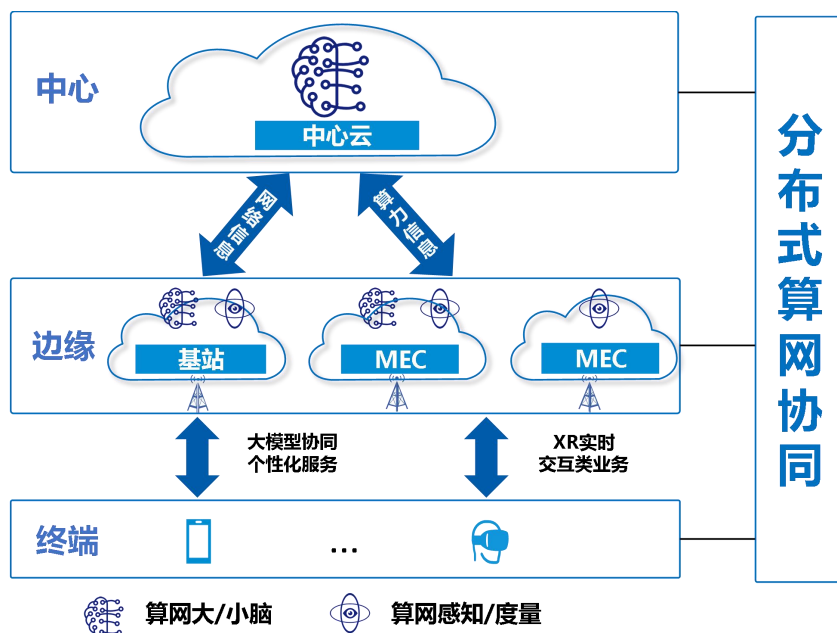 中心
中心云
网络信息
算力信息
边缘
基站
MEC
MEC
大模型协同
个性化服务
XR实时
交互类业务
终端
...
分布式算网协同
算网大/小脑
算网感知/度量